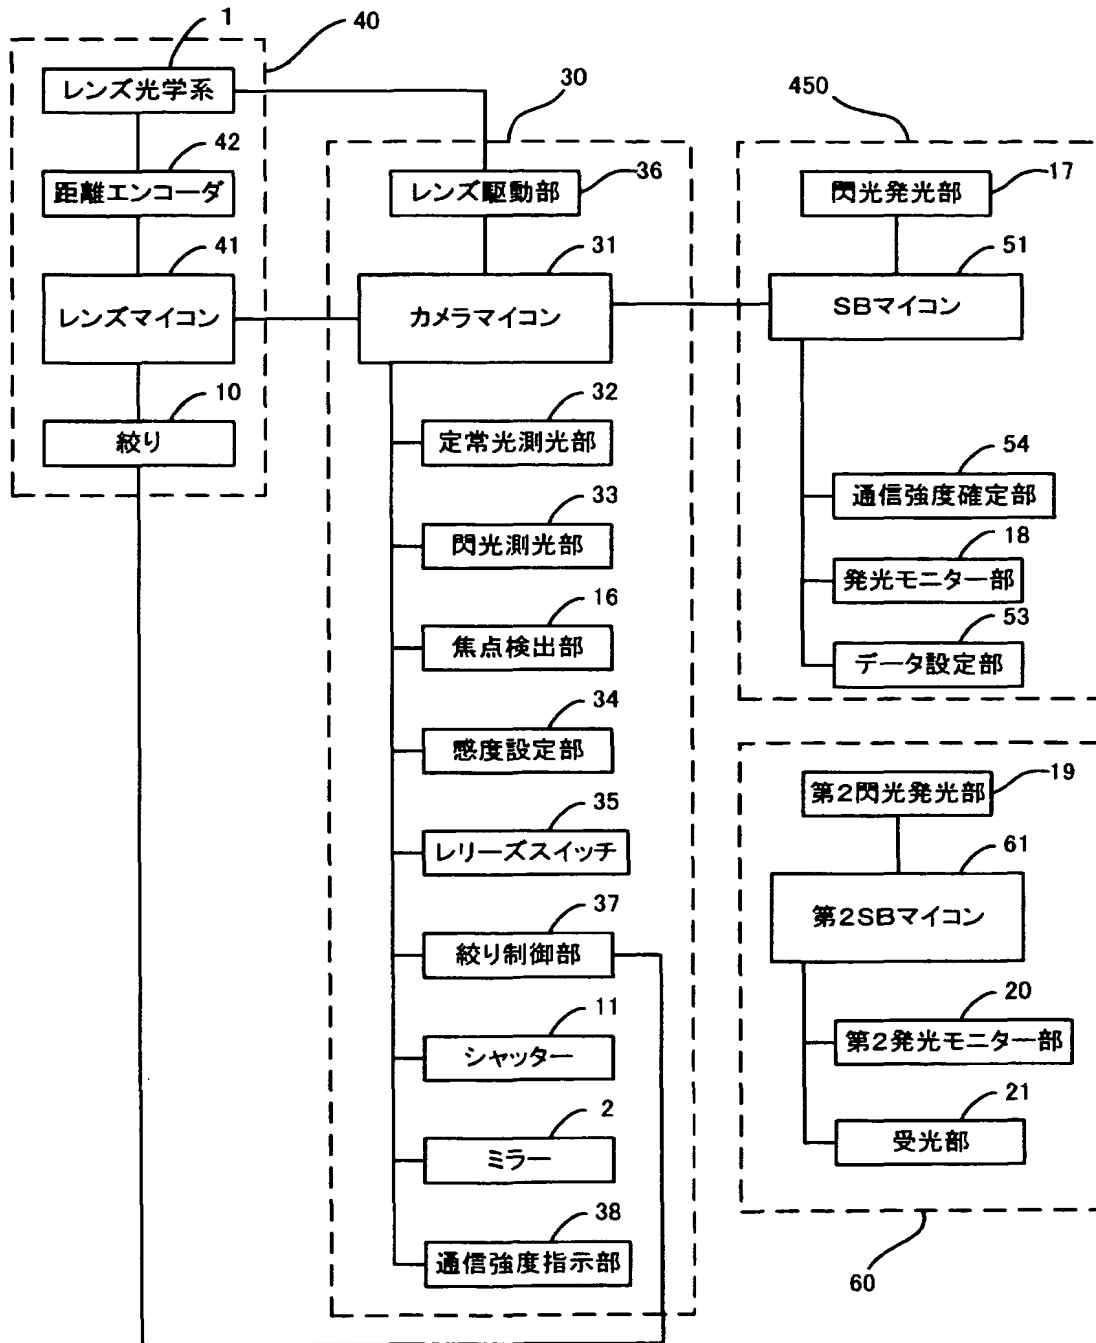 1
40
レンズ光学系
42
距離エンコーダ
41
レンズマイコン
10
絞り
30
レンズ駆動部
36
31
カメラマイコン
32
定常光測光部
33
閃光測光部
16
焦点検出部
34
感度設定部
35
レリーズスイッチ
37
絞り制御部
11
シャッター
2
ミラー
38
通信強度指示部
450
閃光発光部
17
51
SBマイコン
54
通信強度確定部
18
発光モニター部
53
データ設定部
第2閃光発光部
19
61
第2SBマイコン
20
第2発光モニター部
21
受光部
60